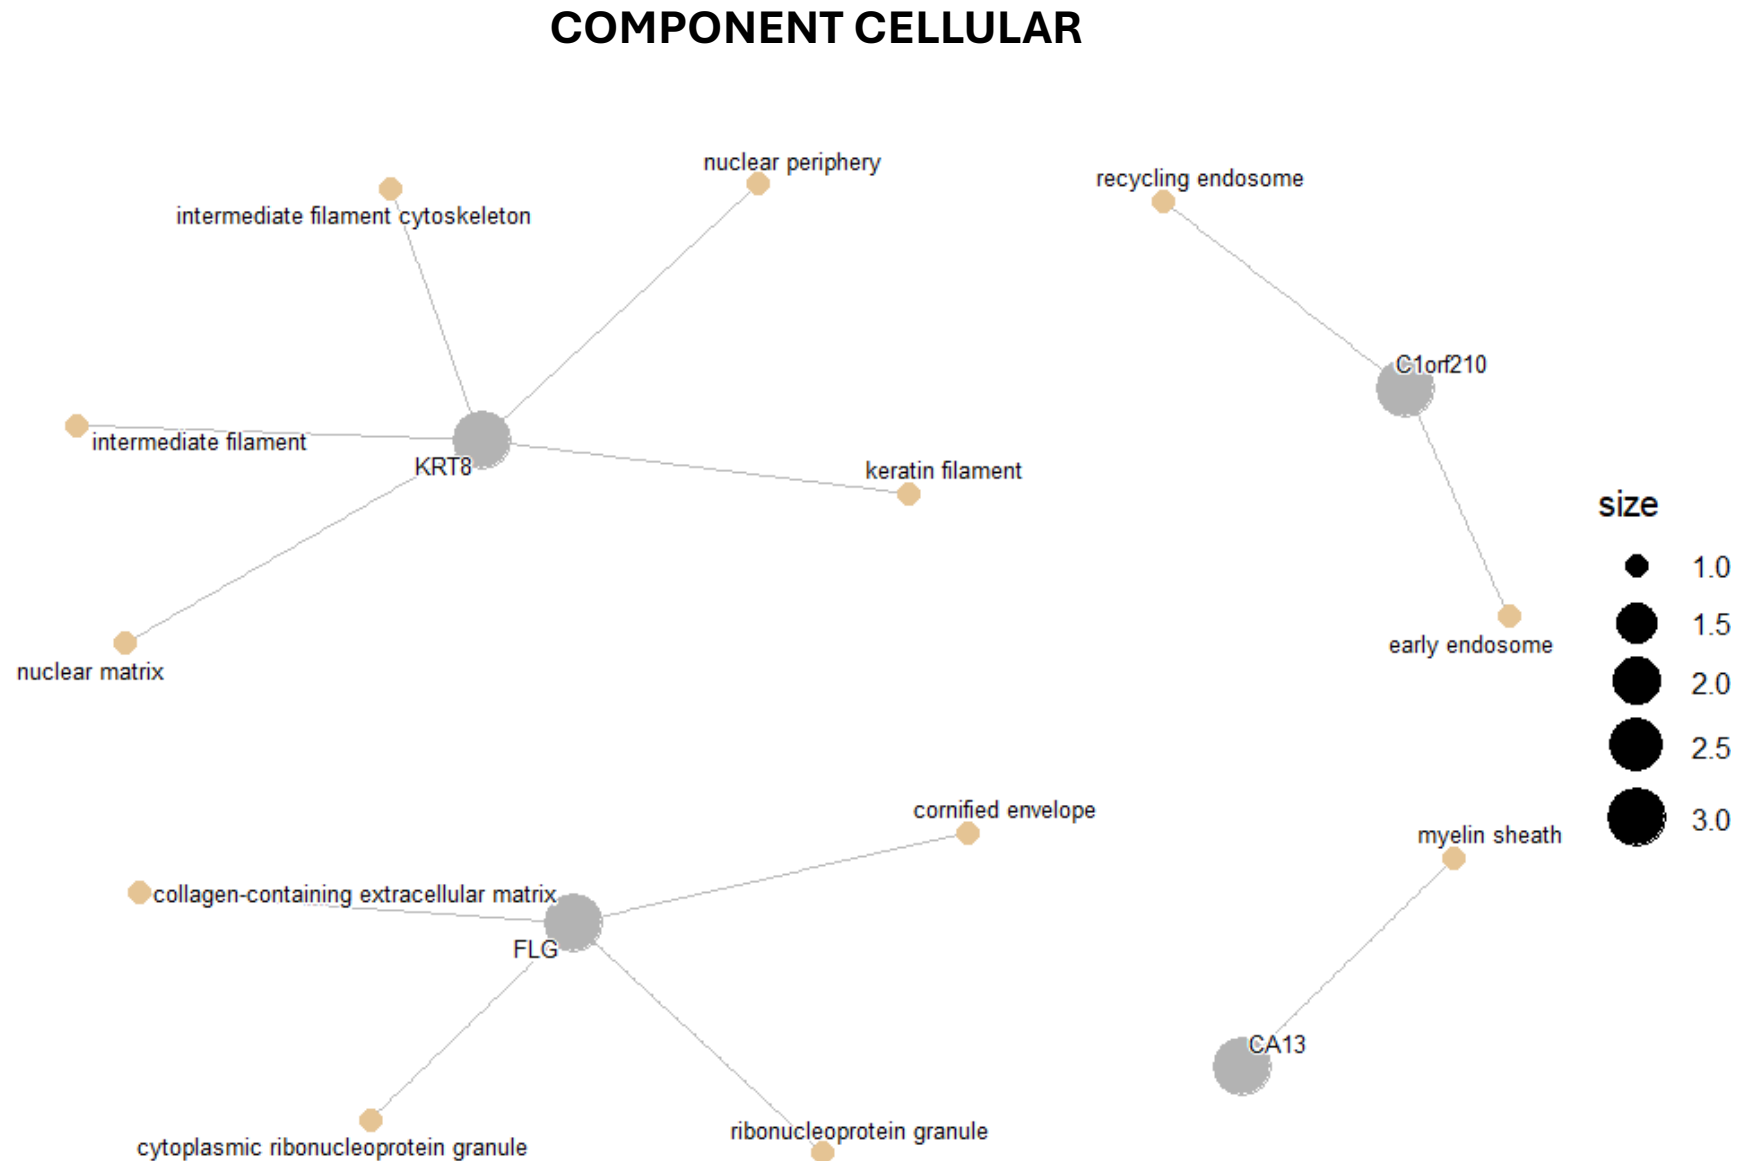 COMPONENT CELLULAR
nuclear periphery
recycling endosome
intermediate filament cytoskeleton
C1orf210
intermediate filament
KRT8
keratin filament
size
1.0
1.5
early endosome
nuclear matrix
2.0
2.5
cornified envelope
3.0
myelin sheath
collagen-containing extracellular matrix
FLG
CA13
ribonucleoprotein granule
cytoplasmic ribonucleoprotein granule